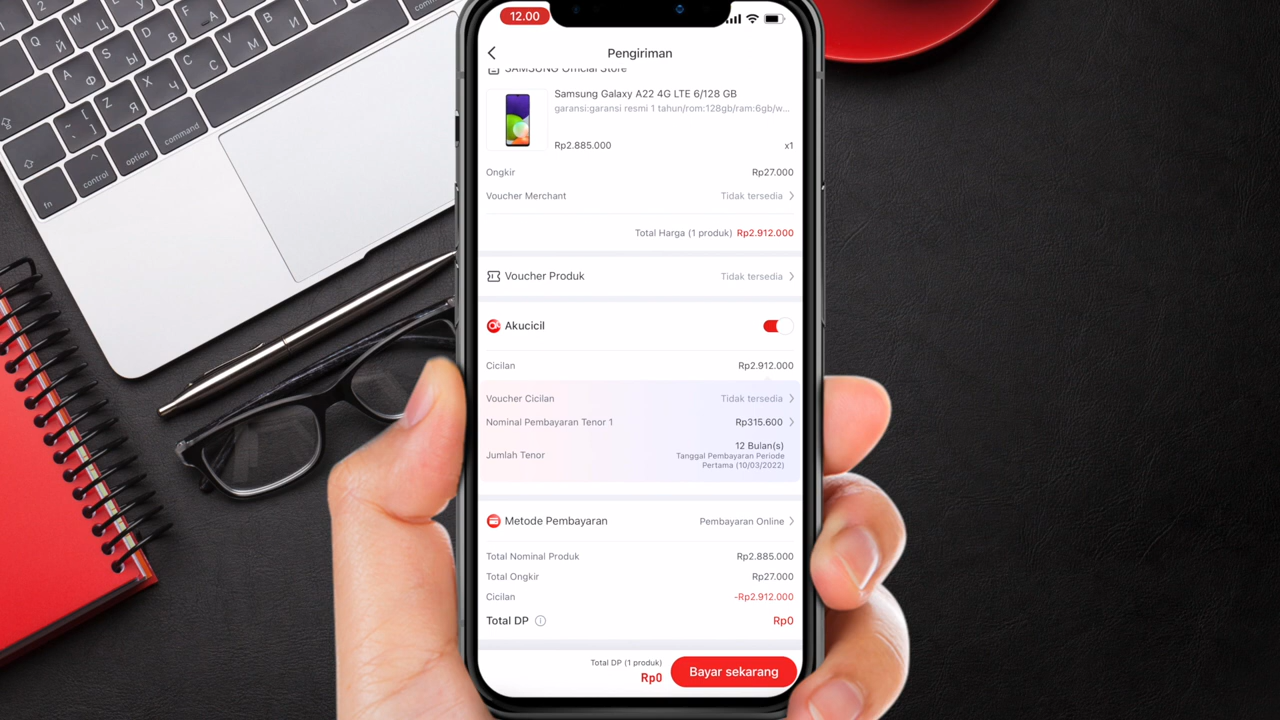 12.00
Pengiriman
SAMSUNG Official Store
Samsung Galaxy A22 4G LTE 6/128 GB
garansi:garansi resmi 1 tahun/rom:128gb/ram:6gb/w...
Rp2.885.000 x1
Ongkir Rp27.000
Voucher Merchant Tidak tersedia
Total Harga (1 produk) Rp2.912.000
Voucher Produk Tidak tersedia
Akucicil
Cicilan Rp2.912.000
Voucher Cicilan Tidak tersedia
Nominal Pembayaran Tenor 1 Rp315.600
Jumlah Tenor 12 Bulan(s)
Tanggal Pembayaran Periode
Pertama (10/03/2022)
Metode Pembayaran Pembayaran Online
Total Nominal Produk Rp2.885.000
Total Ongkir Rp27.000
Cicilan -Rp2.912.000
Total DP Rp0
Total DP (1 produk)
Rp0
Bayar sekarang
fn
control
option
command